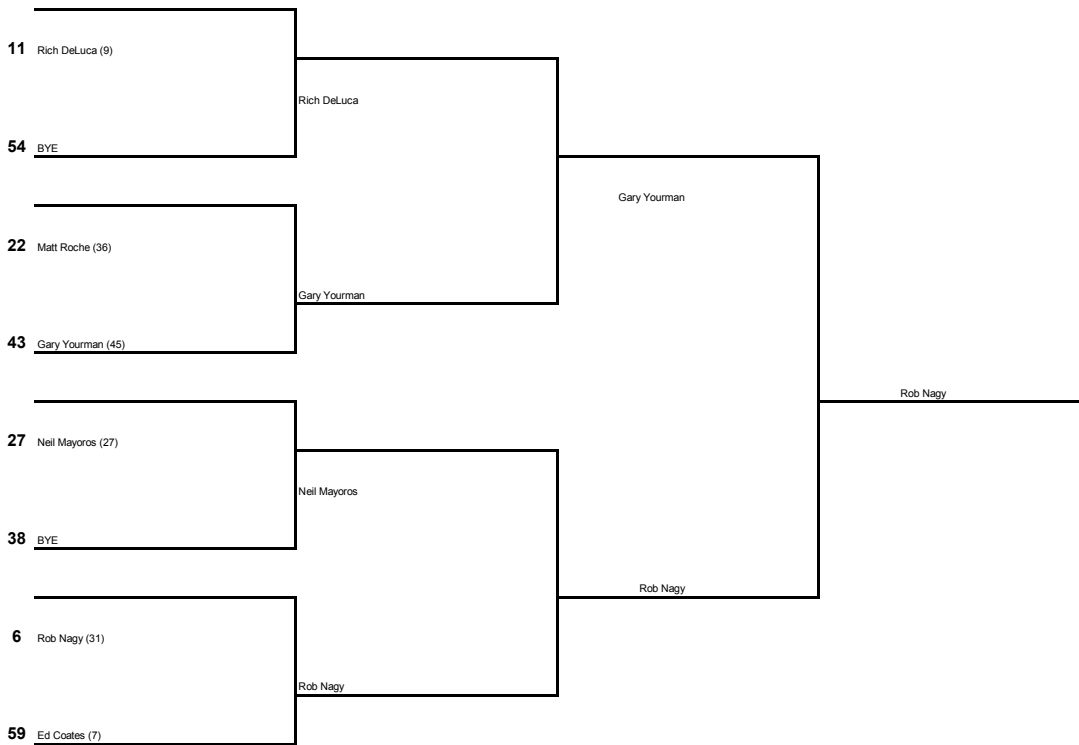 11 Rich DeLuca (9)
Rich DeLuca
54 BYE
Gary Yourman
22 Matt Roche (36)
Gary Yourman
43 Gary Yourman (45)
Rob Nagy
27 Neil Mayoros (27)
Neil Mayoros
38 BYE
Rob Nagy
6 Rob Nagy (31)
Rob Nagy
59 Ed Coates (7)